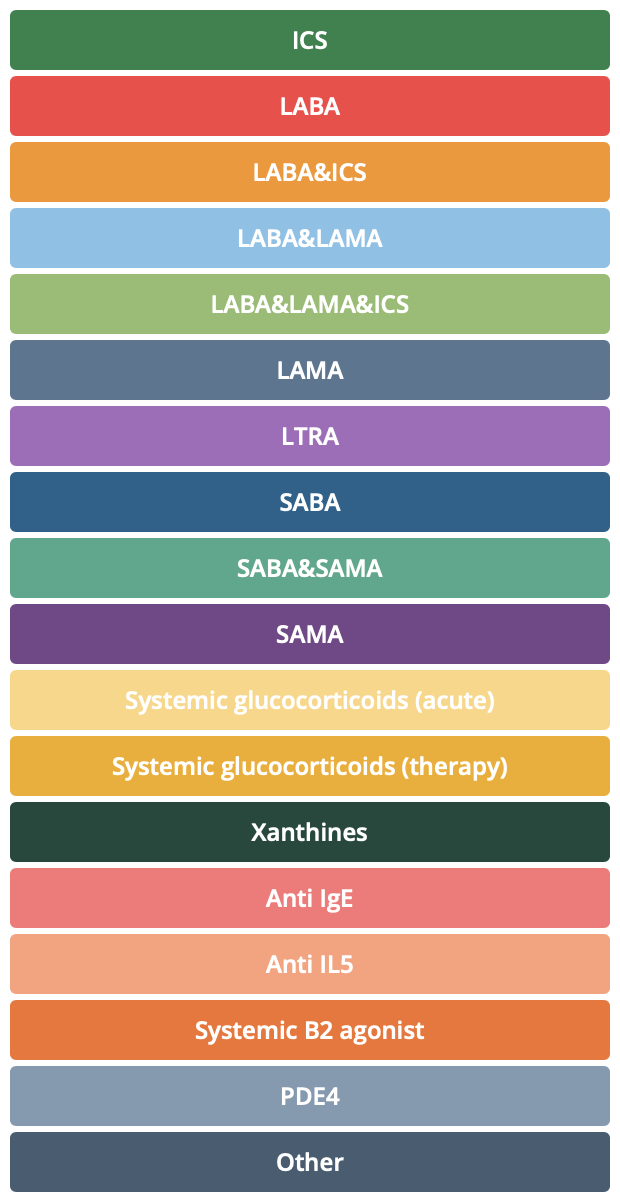 ICS
LABA
LABA&ICS
LABA&LAMA
LABA&LAMA&ICS
LAMA
LTRA
SABA
SABA&SAMA
SAMA
Systemic glucocorticoids (acute)
Systemic glucocorticoids (therapy)
Xanthines
Anti IgE
Anti IL5
Systemic B2 agonist
PDE4
Other